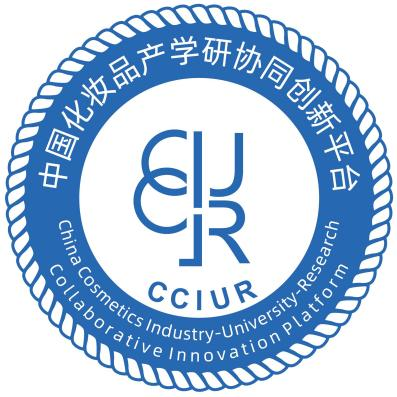 中国化妆品产学研协同创新平台
CCIUR
CCIUR
China Cosmetics Industry-University-Research
Collaborative Innovation Platform